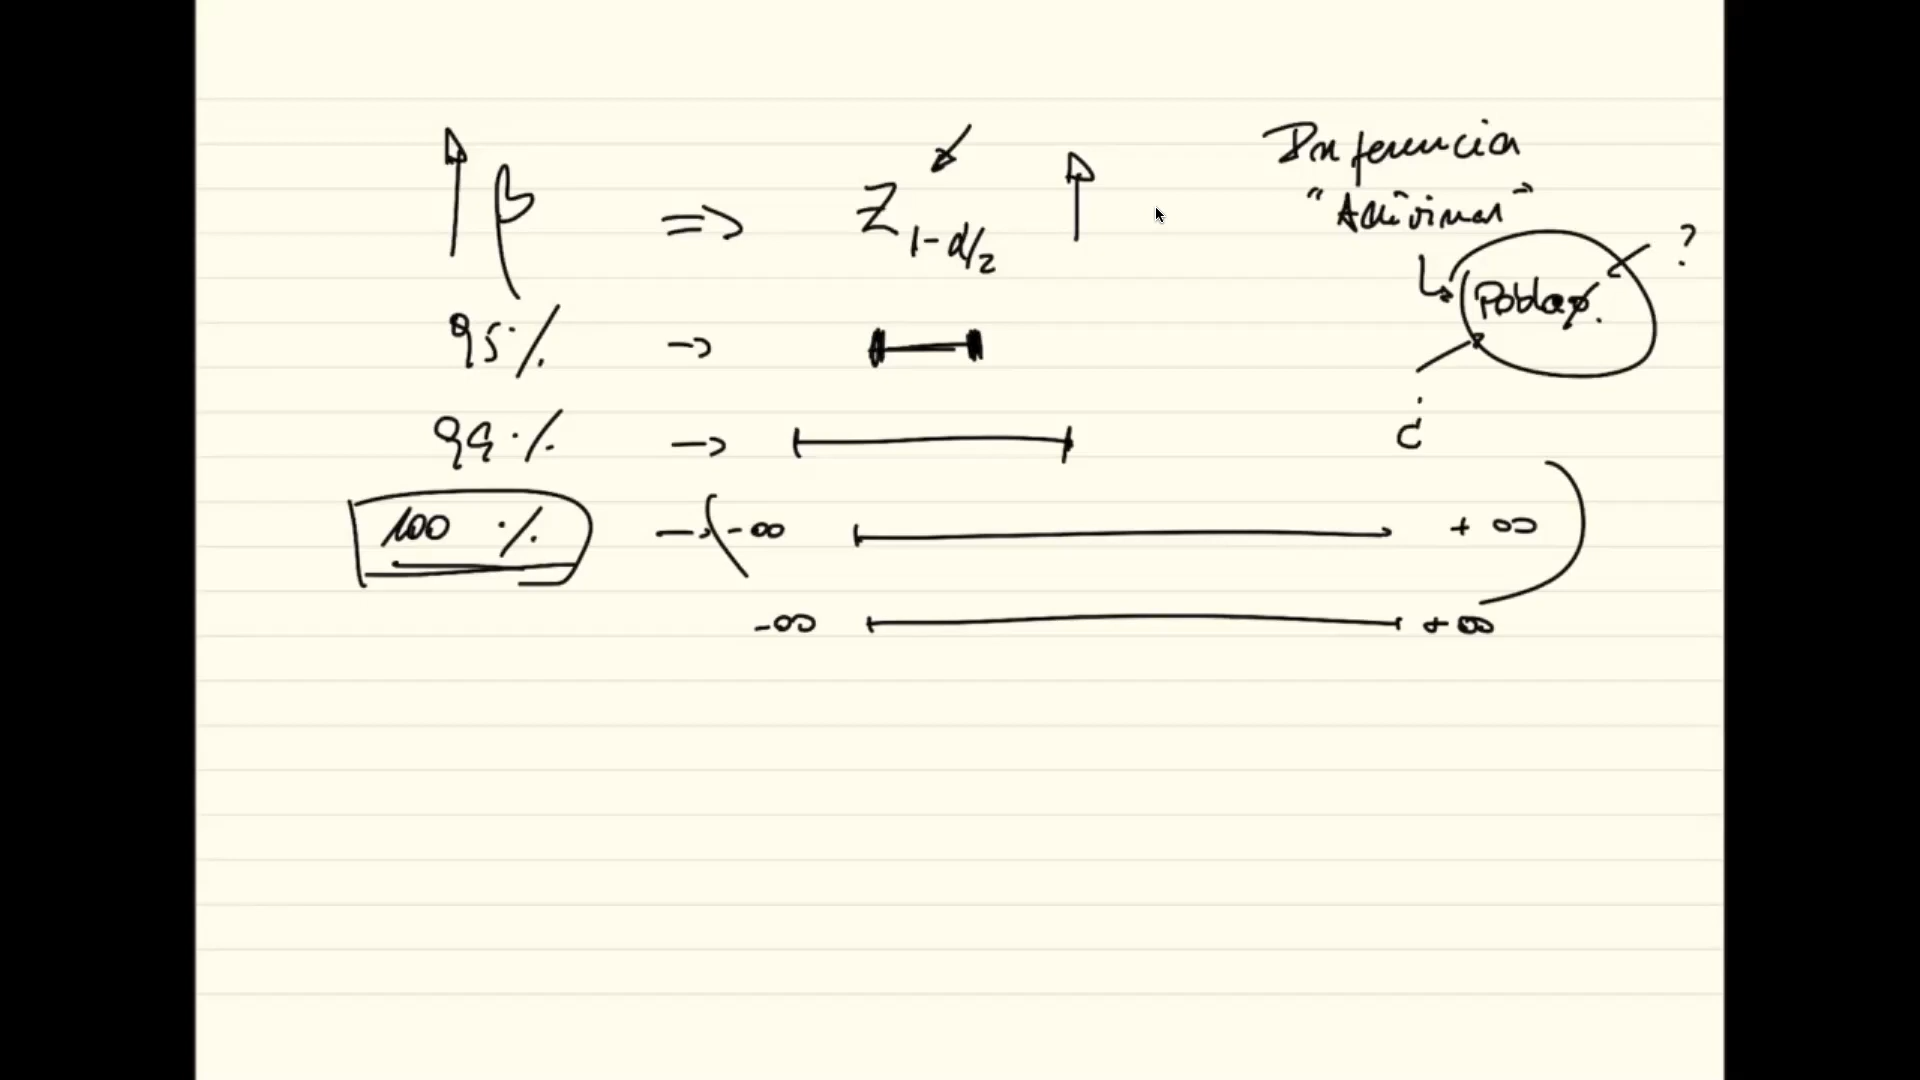 ↑ β => Z 1-α/2 ↑
95% ->
99% ->
100% -> (-∞ +∞)
-∞ +∞
Inferencia
"Adivinar"
Poblac. ?
¿